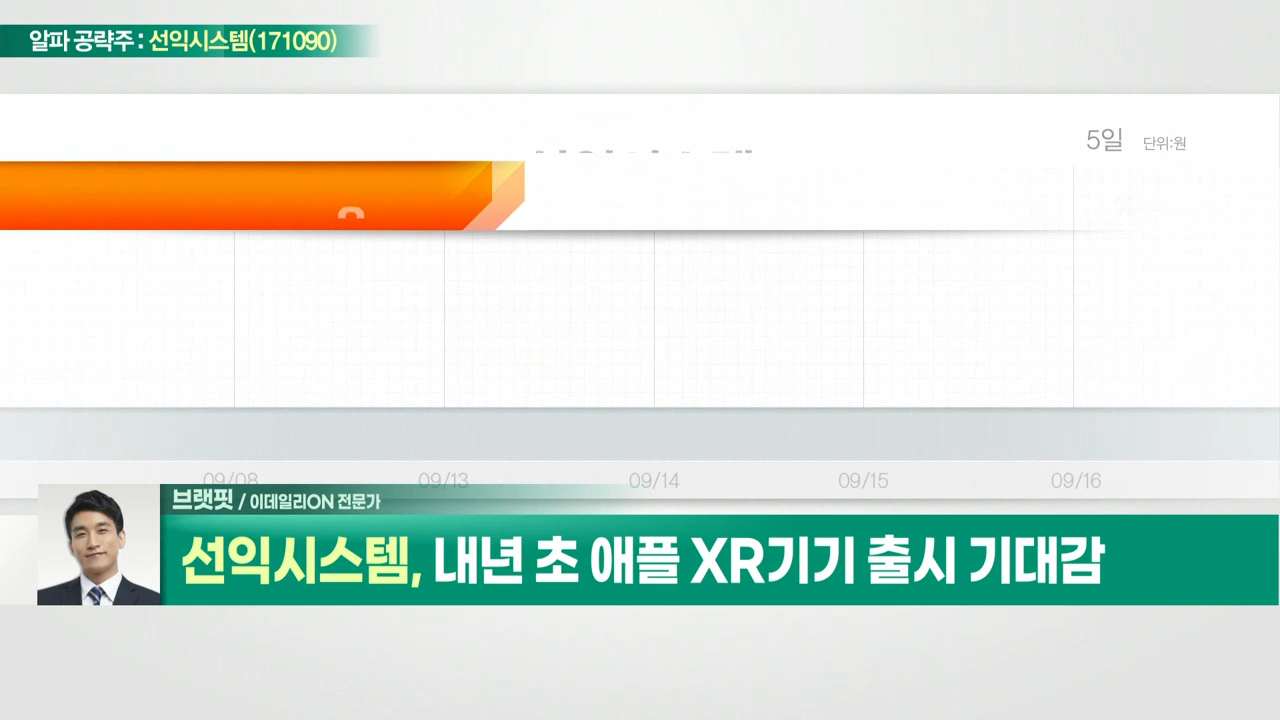 알파 공략주 : 선익시스템(171090)
5일 단위:원
09/08 09/13 09/14 09/15 09/16
브랫핏 / 이데일리ON 전문가
선익시스템, 내년 초 애플 XR기기 출시 기대감